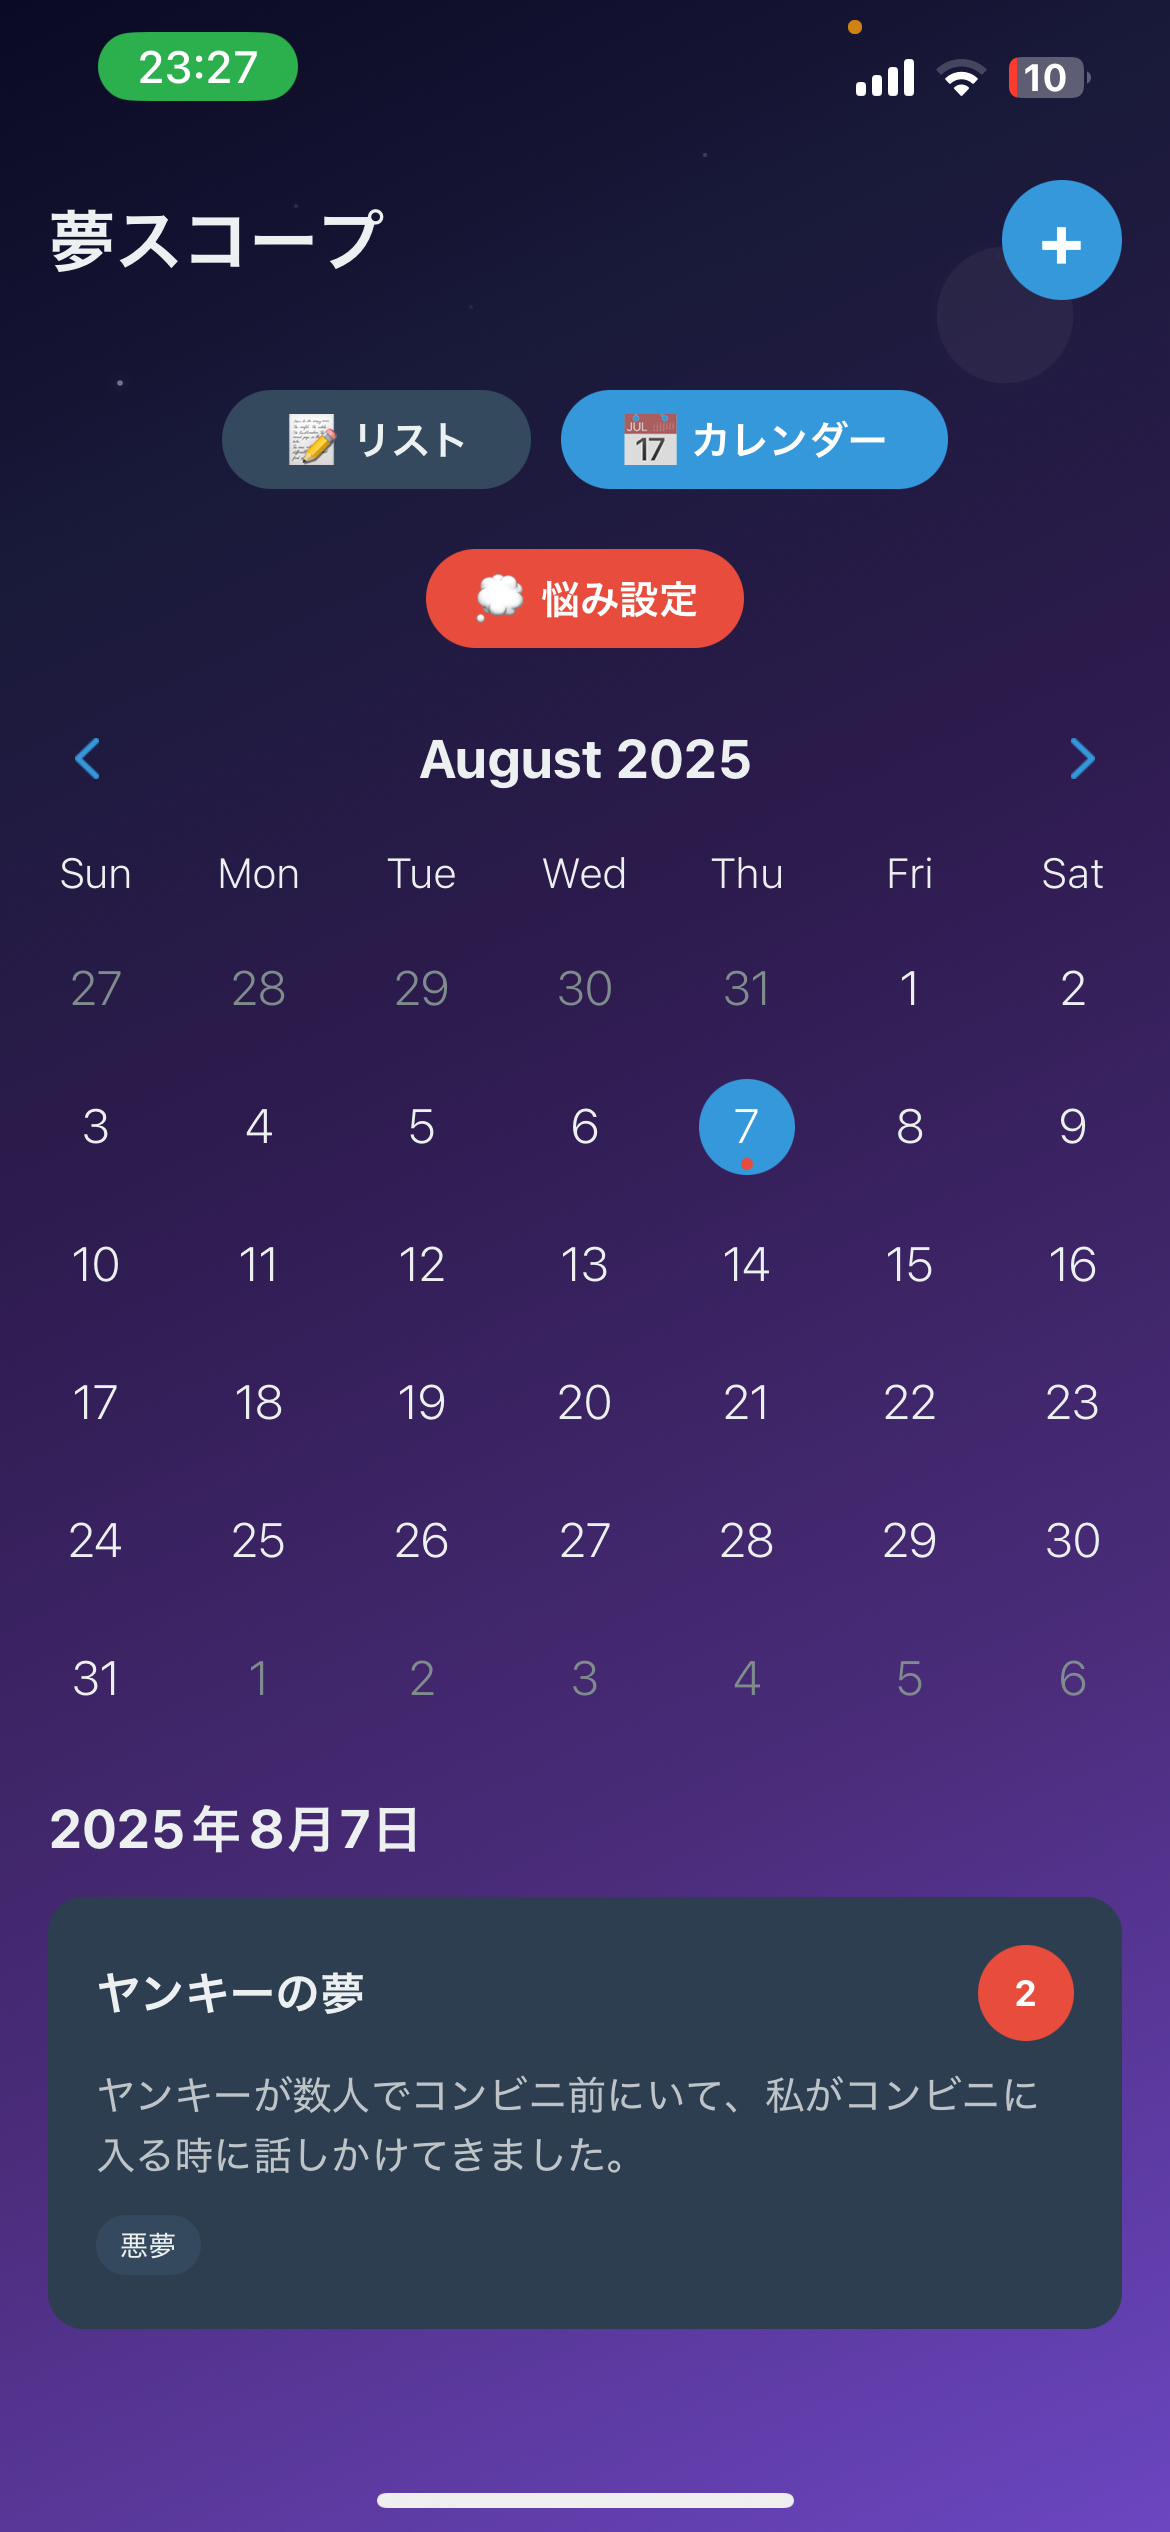 23:27
10
夢スコープ
+
リスト
JUL 17 カレンダー
悩み設定
August 2025
Sun Mon Tue Wed Thu Fri Sat
27 28 29 30 31 1 2
3 4 5 6 7 8 9
10 11 12 13 14 15 16
17 18 19 20 21 22 23
24 25 26 27 28 29 30
31 1 2 3 4 5 6
2025年8月7日
ヤンキーの夢
2
ヤンキーが数人でコンビニ前にいて、私がコンビニに
入る時に話しかけてきました。
悪夢